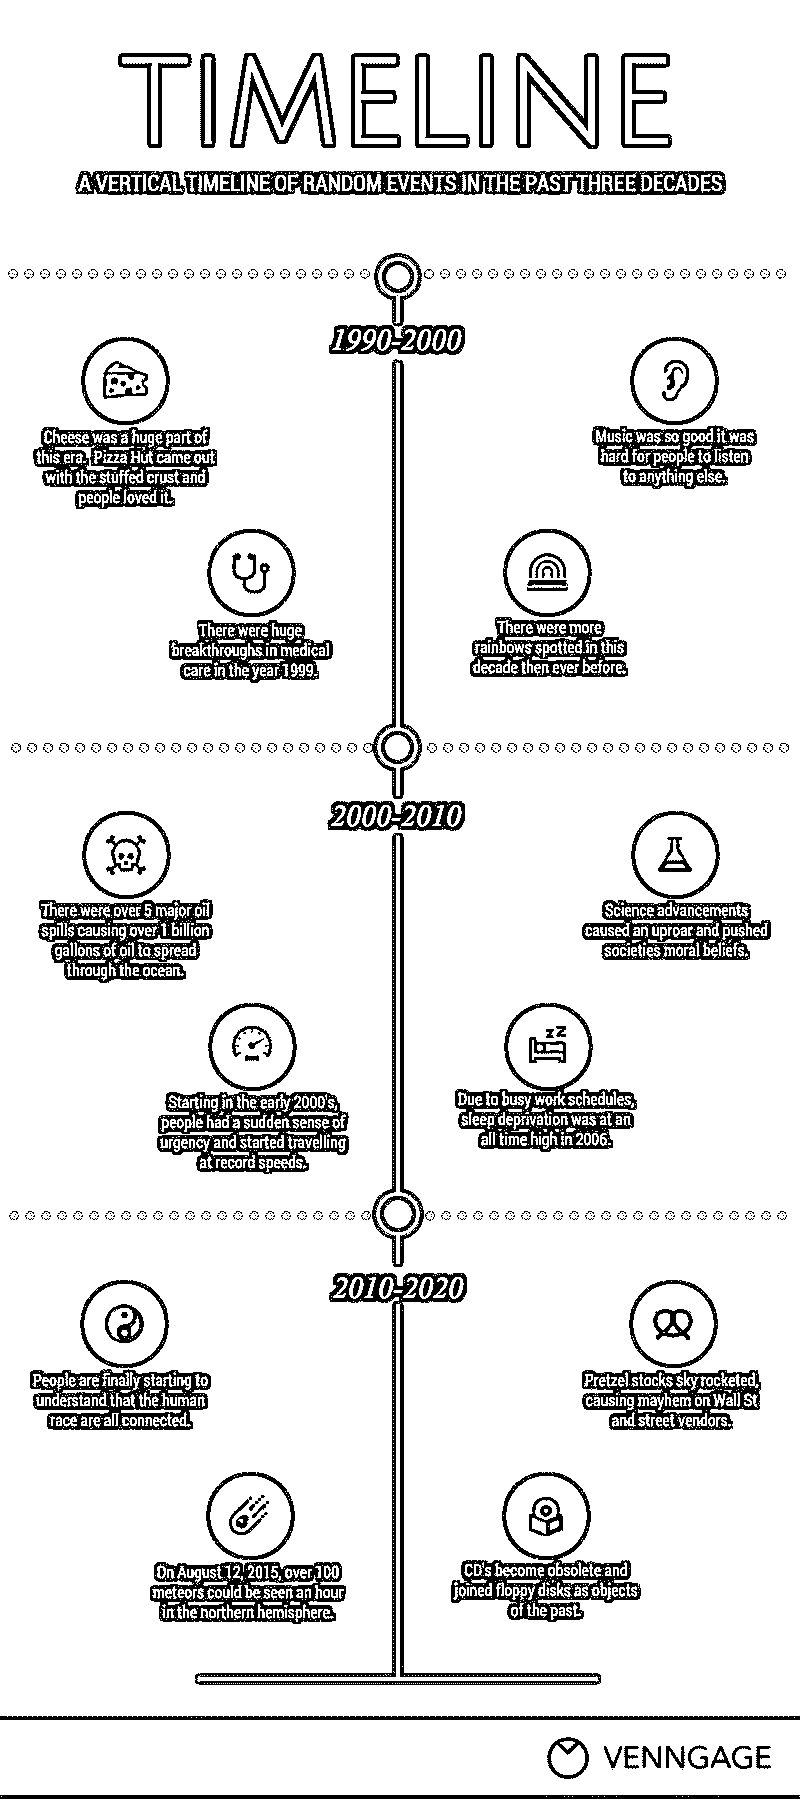 TIMELINE
A VERTICAL TIMELINE OF RANDOM EVENTS IN THE PAST THREE DECADES
1990-2000
Cheese was a huge part of
this era. Pizza Hut came out
with the stuffed crust and
people loved it.
Music was so good it was
hard for people to listen
to anything else.
There were huge
breakthroughs in medical
care in the year 1999.
There were more
rainbows spotted in this
decade then ever before.
2000-2010
There were over 5 major oil
spills causing over 1 billion
gallons of oil to spread
through the ocean.
Science advancements
caused an uproar and pushed
societies moral beliefs.
Starting in the early 2000's,
people had a sudden sense of
urgency and started travelling
at record speeds.
Due to busy work schedules,
sleep deprivation was at an
all time high in 2006.
2010-2020
People are finally starting to
understand that the human
race are all connected.
Pretzel stocks sky rocketed,
causing mayhem on Wall St
and street vendors.
On August 12, 2015, over 100
meteors could be seen an hour
in the northern hemisphere.
CD's become obsolete and
joined floppy disks as objects
of the past.
VENNGAGE